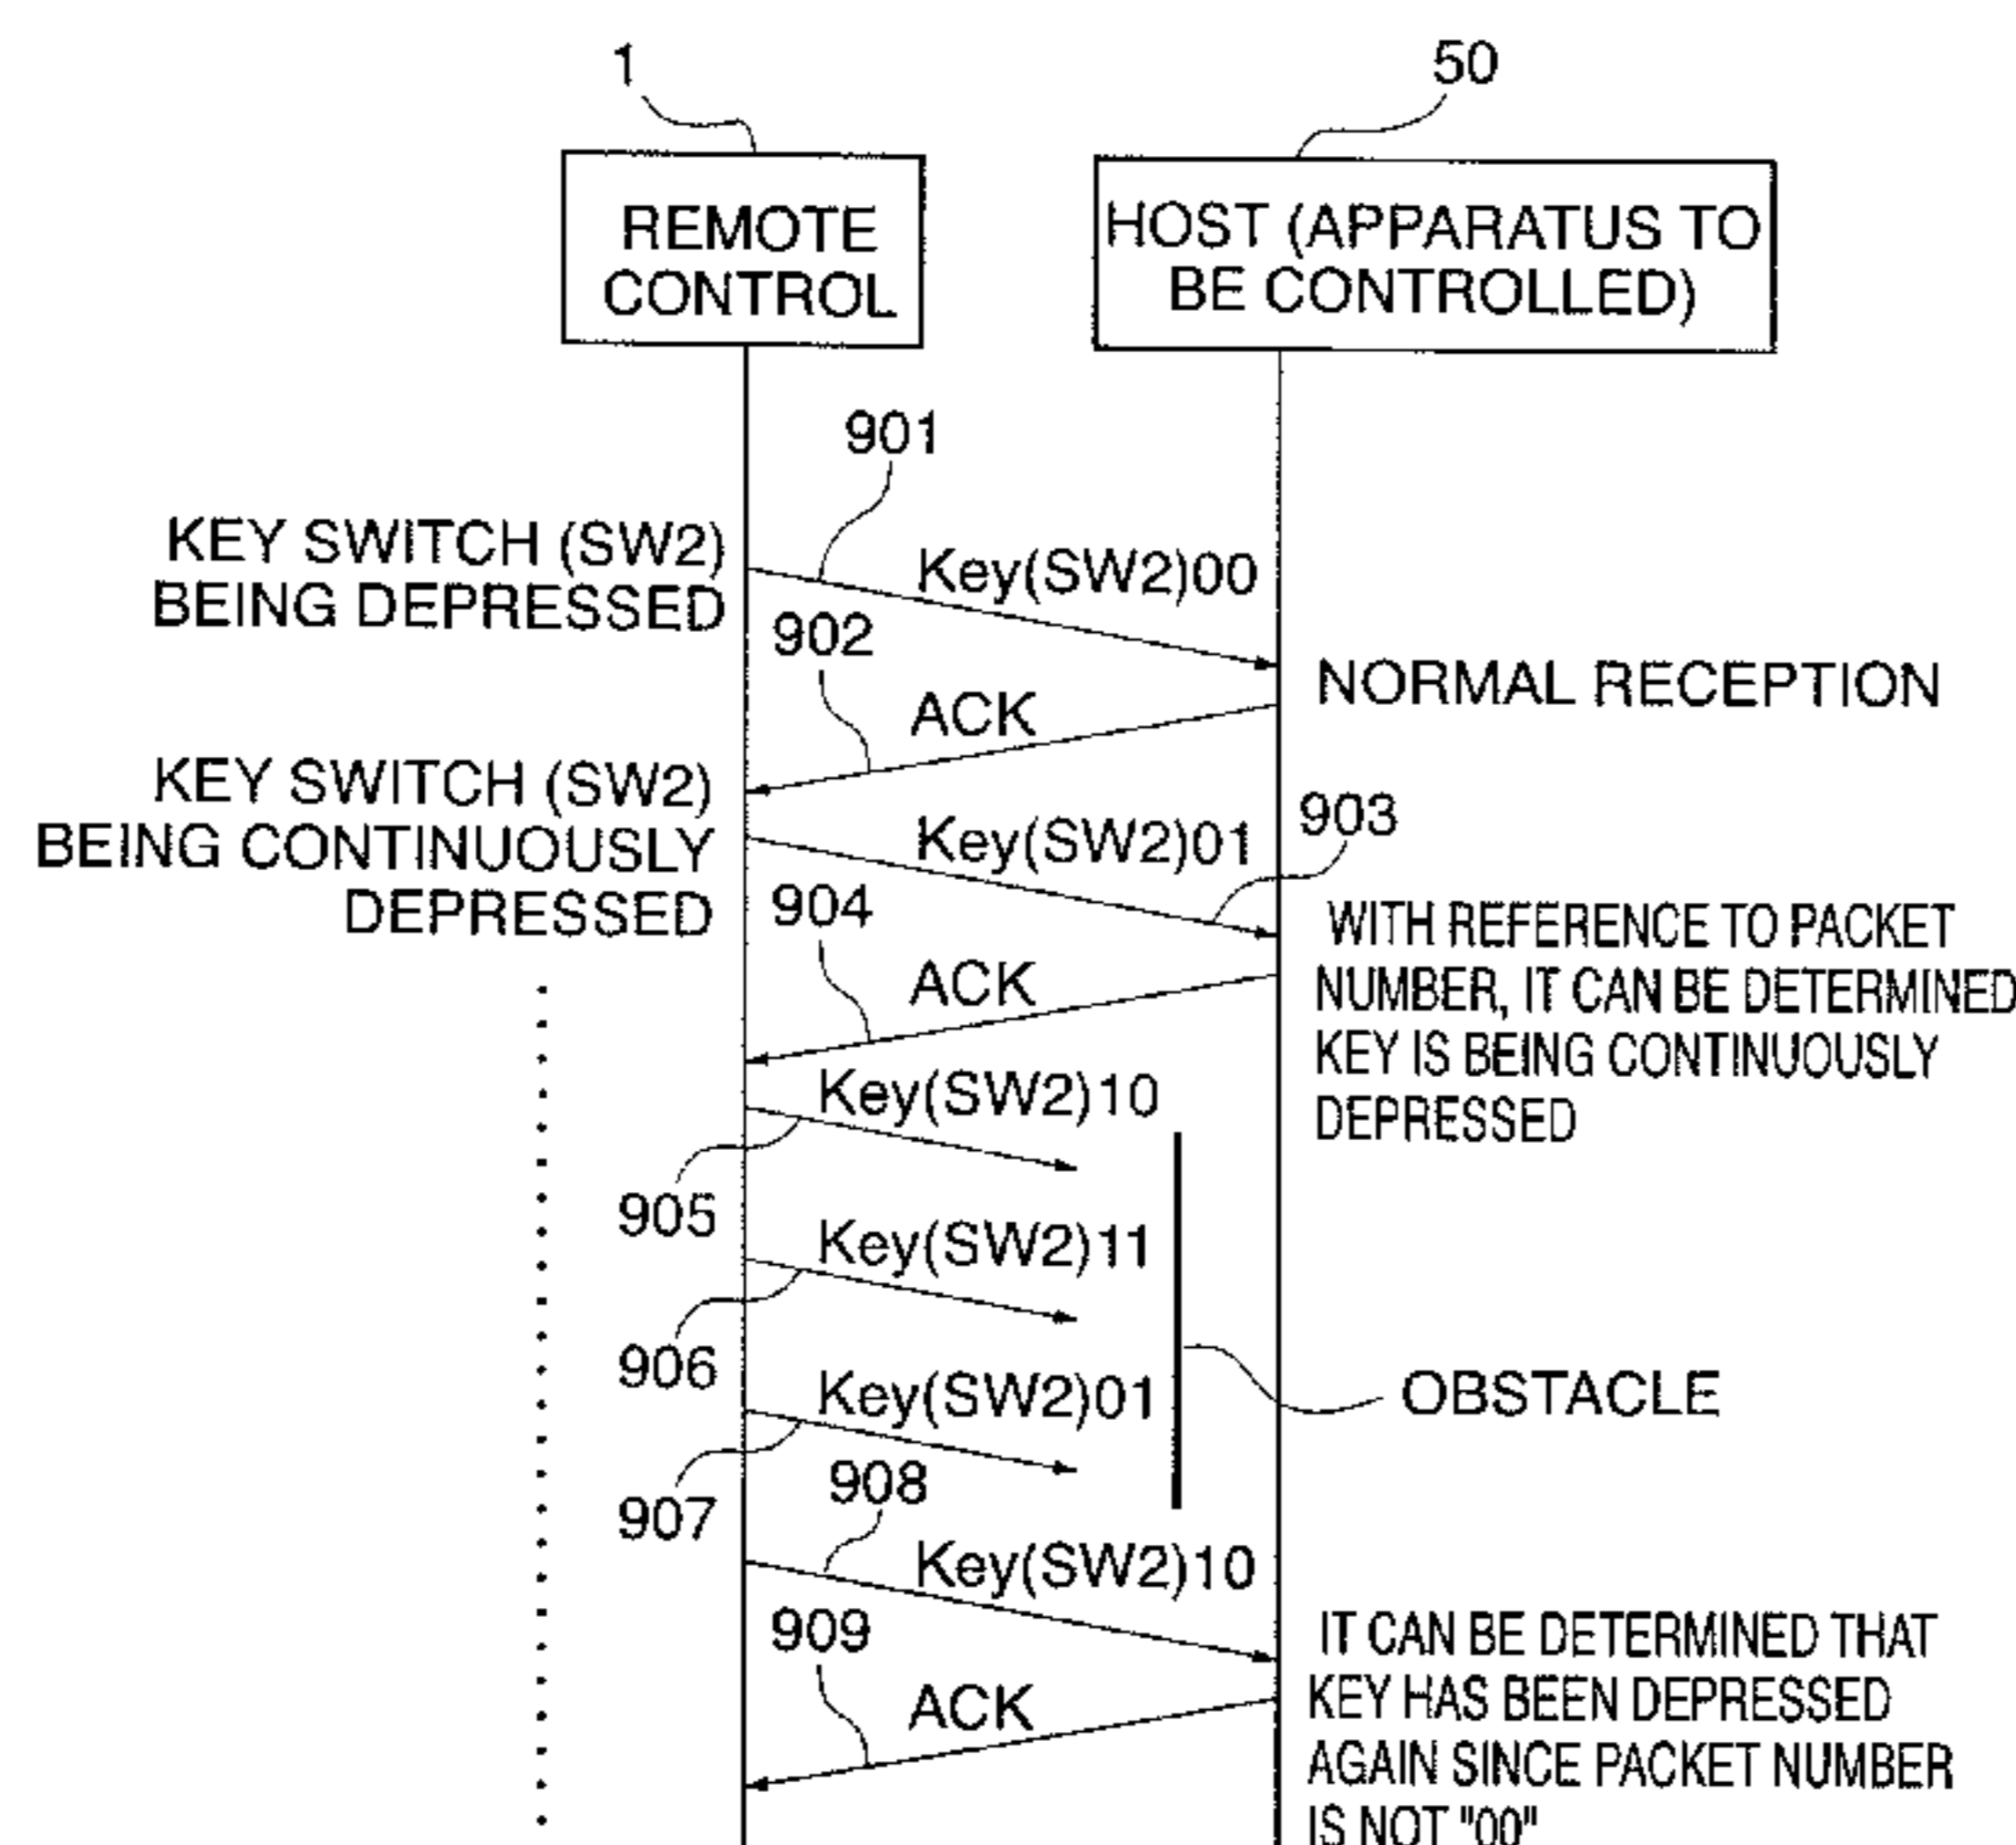 1
50
REMOTE
CONTROL
HOST (APPARATUS TO
BE CONTROLLED)
901
KEY SWITCH (SW2)
BEING DEPRESSED
Key(SW2)00
902
NORMAL RECEPTION
ACK
KEY SWITCH (SW2)
BEING CONTINUOUSLY
DEPRESSED
Key(SW2)01
903
904
WITH REFERENCE TO PACKET
NUMBER, IT CAN BE DETERMINED
KEY IS BEING CONTINUOUSLY
DEPRESSED
ACK
Key(SW2)10
905
Key(SW2)11
906
OBSTACLE
Key(SW2)01
907
908
Key(SW2)10
909
IT CAN BE DETERMINED THAT
KEY HAS BEEN DEPRESSED
AGAIN SINCE PACKET NUMBER
IS NOT "00"
ACK